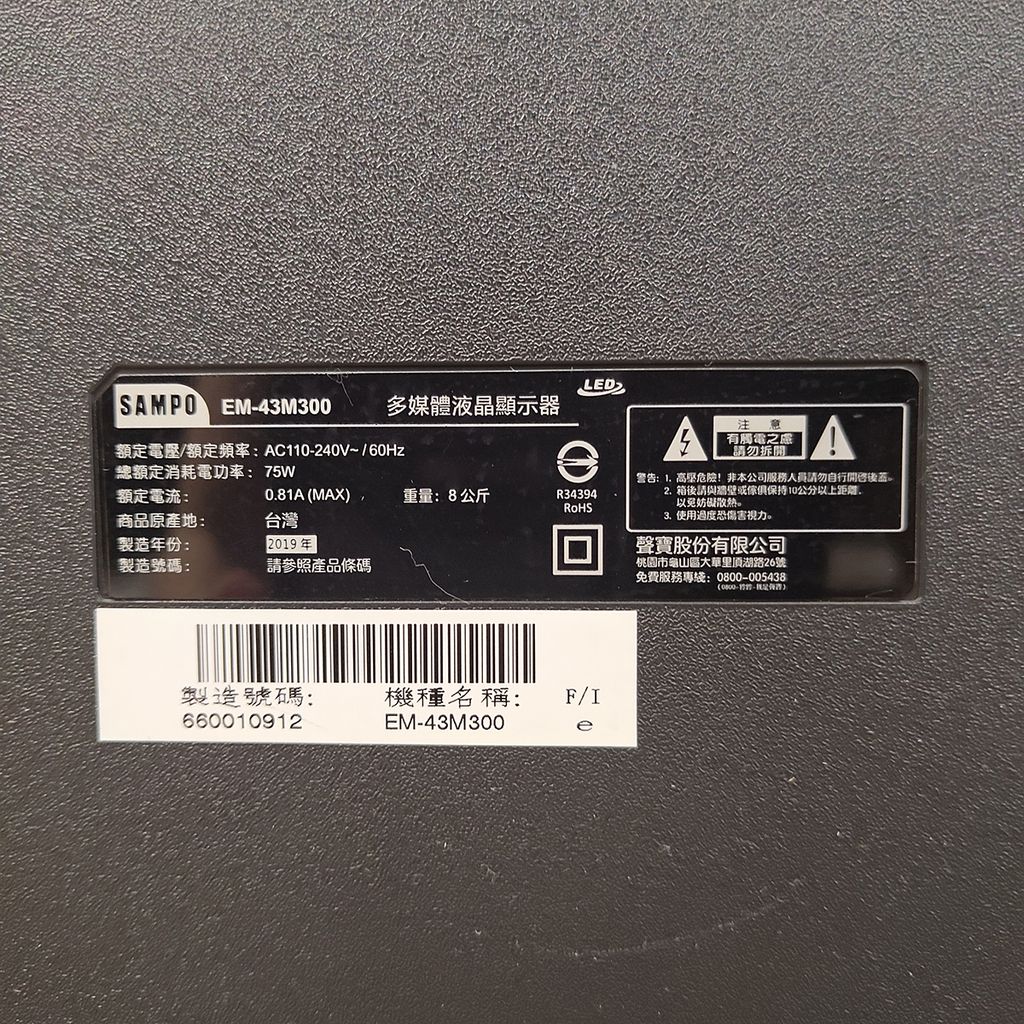 SAMPO EM-43M300 多媒體液晶顯示器 LED
額定電壓/額定頻率：AC110-240V~ / 60Hz
總額定消耗電功率：75W
額定電流： 0.81A (MAX) 重量：8 公斤
商品原產地： 台灣
製造年份： 2019 年
製造號碼： 請參照產品條碼
R34394
RoHS
注 意
有觸電之虞
請勿拆開
警告: 1. 高壓危險! 非本公司服務人員請勿自行開啓後蓋.
2. 箱後請與牆壁或傢俱保持10公分以上距離.
以免妨礙散熱.
3. 使用過度恐傷害視力.
聲寶股份有限公司
桃園市龜山區大華里頂湖路26號
免費服務專綫：0800-005438
製造號碼: 機種名稱: F/I
660010912 EM-43M300 e